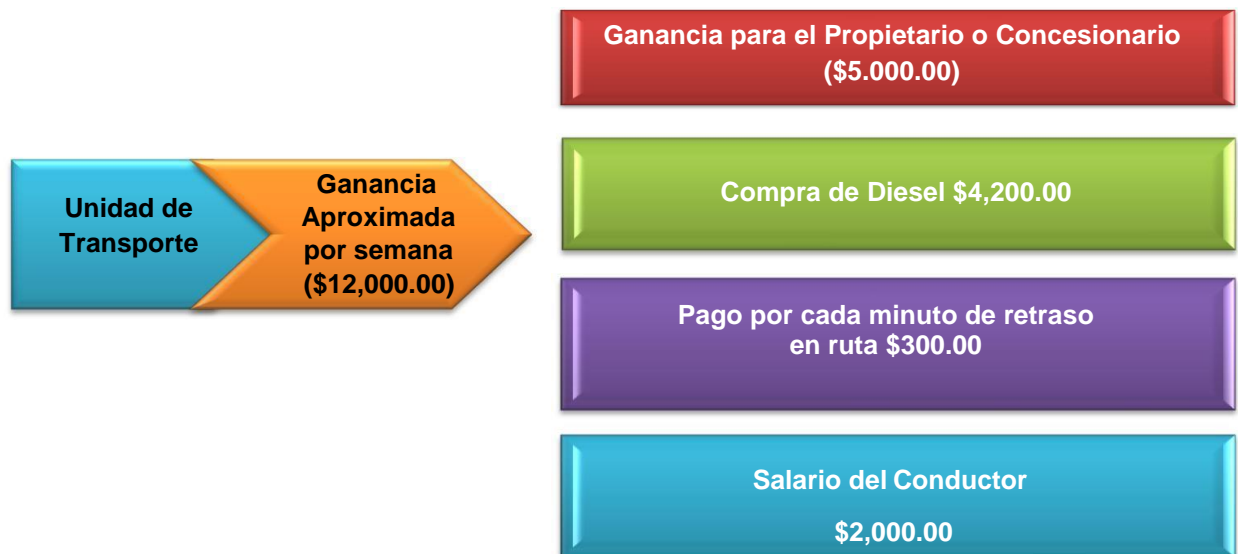 Unidad de
Transporte
Ganancia
Aproximada
por semana
($12,000.00)
Ganancia para el Propietario o Concesionario
($5.000.00)
Compra de Diesel $4,200.00
Pago por cada minuto de retraso
en ruta $300.00
Salario del Conductor
$2,000.00